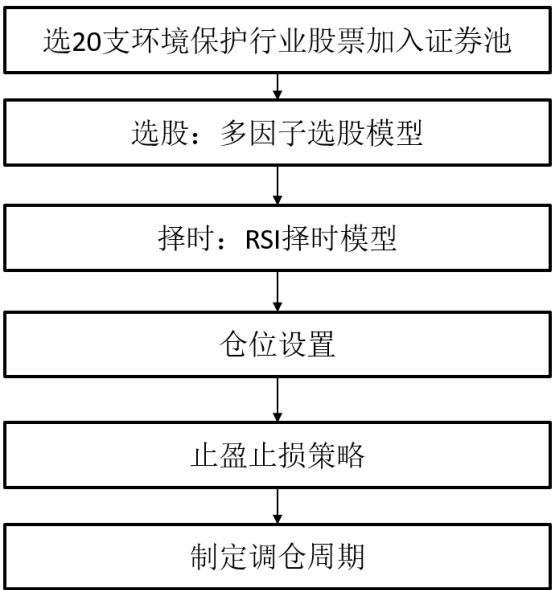 选20支环境保护行业股票加入证券池
选股：多因子选股模型
择时：RSI择时模型
仓位设置
止盈止损策略
制定调仓周期